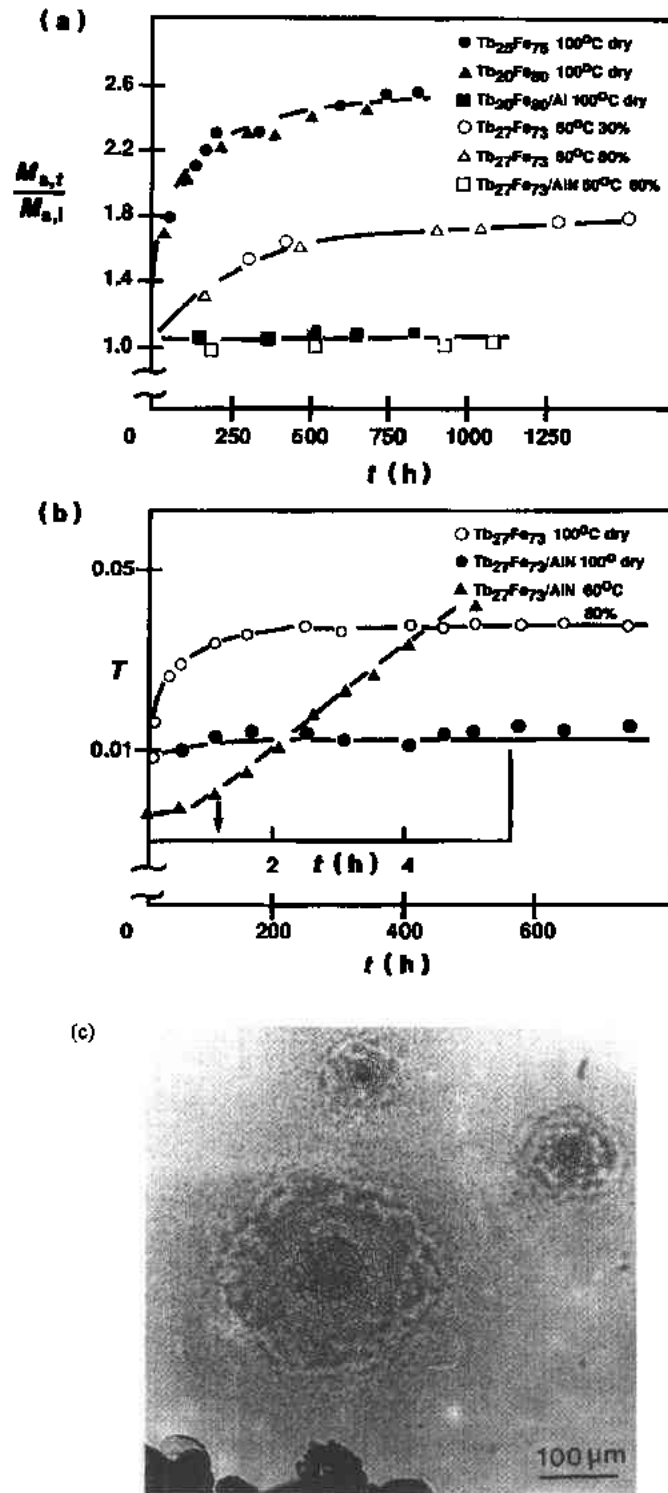 (a)
2.6
2.2
1.8
1.4
1.0
M s,t
M s,i
● Tb25Fe75 100°C dry
▲ Tb20Fe80 100°C dry
■ Tb20Fe80/Al 100°C dry
○ Tb27Fe73 60°C 30%
△ Tb27Fe73 60°C 80%
□ Tb27Fe73/AlN 60°C 80%
0 250 500 750 1000 1250
t (h)
(b)
○ Tb27Fe73 100°C dry
● Tb27Fe73/AlN 100° dry
▲ Tb27Fe73/AlN 60°C
80%
0.05
T
0.01
2 t (h) 4
0 200 400 600
t (h)
(c)
100 μm